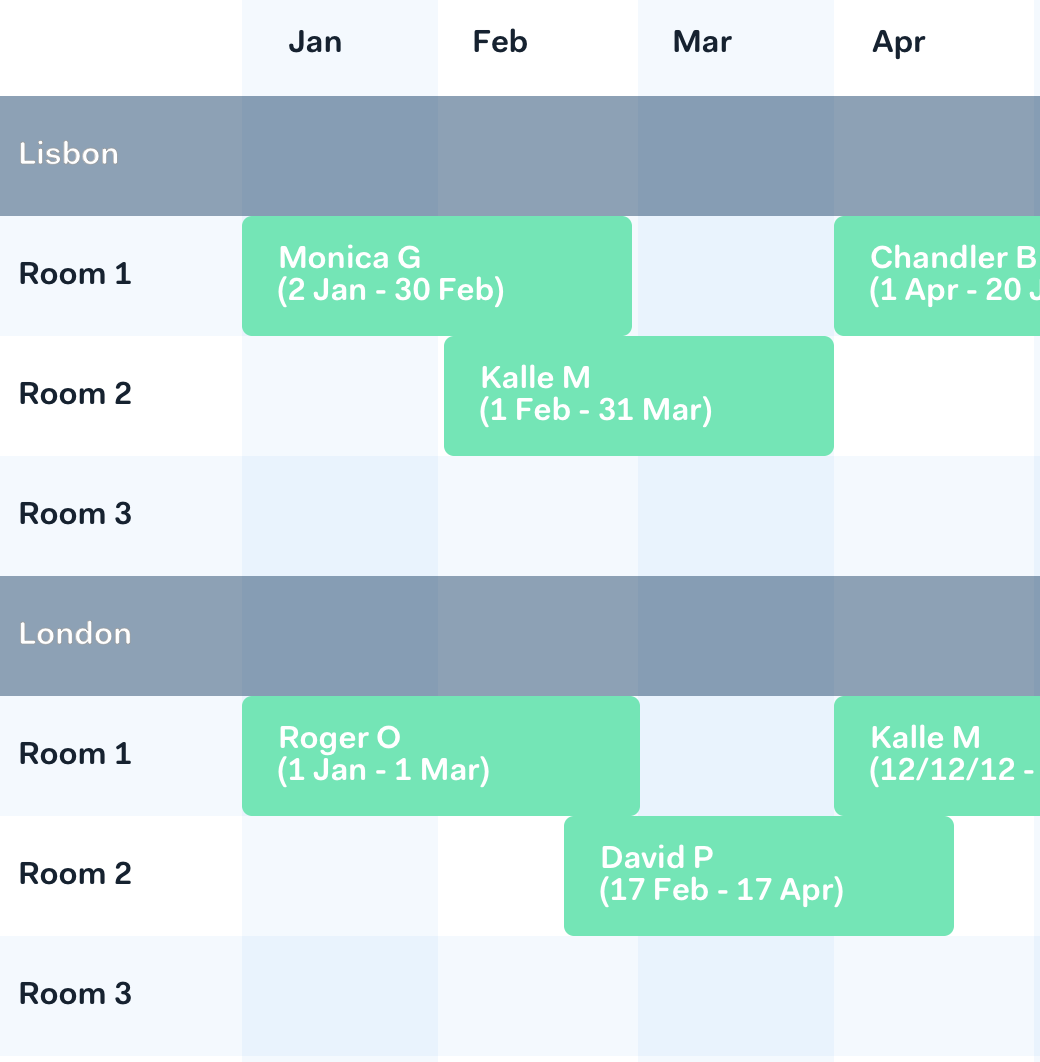 Jan Feb Mar Apr
Lisbon
Room 1
Monica G
(2 Jan - 30 Feb)
Chandler B
(1 Apr - 20
Room 2
Kalle M
(1 Feb - 31 Mar)
Room 3
London
Room 1
Roger O
(1 Jan - 1 Mar)
Kalle M
(12/12/12 -
Room 2
David P
(17 Feb - 17 Apr)
Room 3